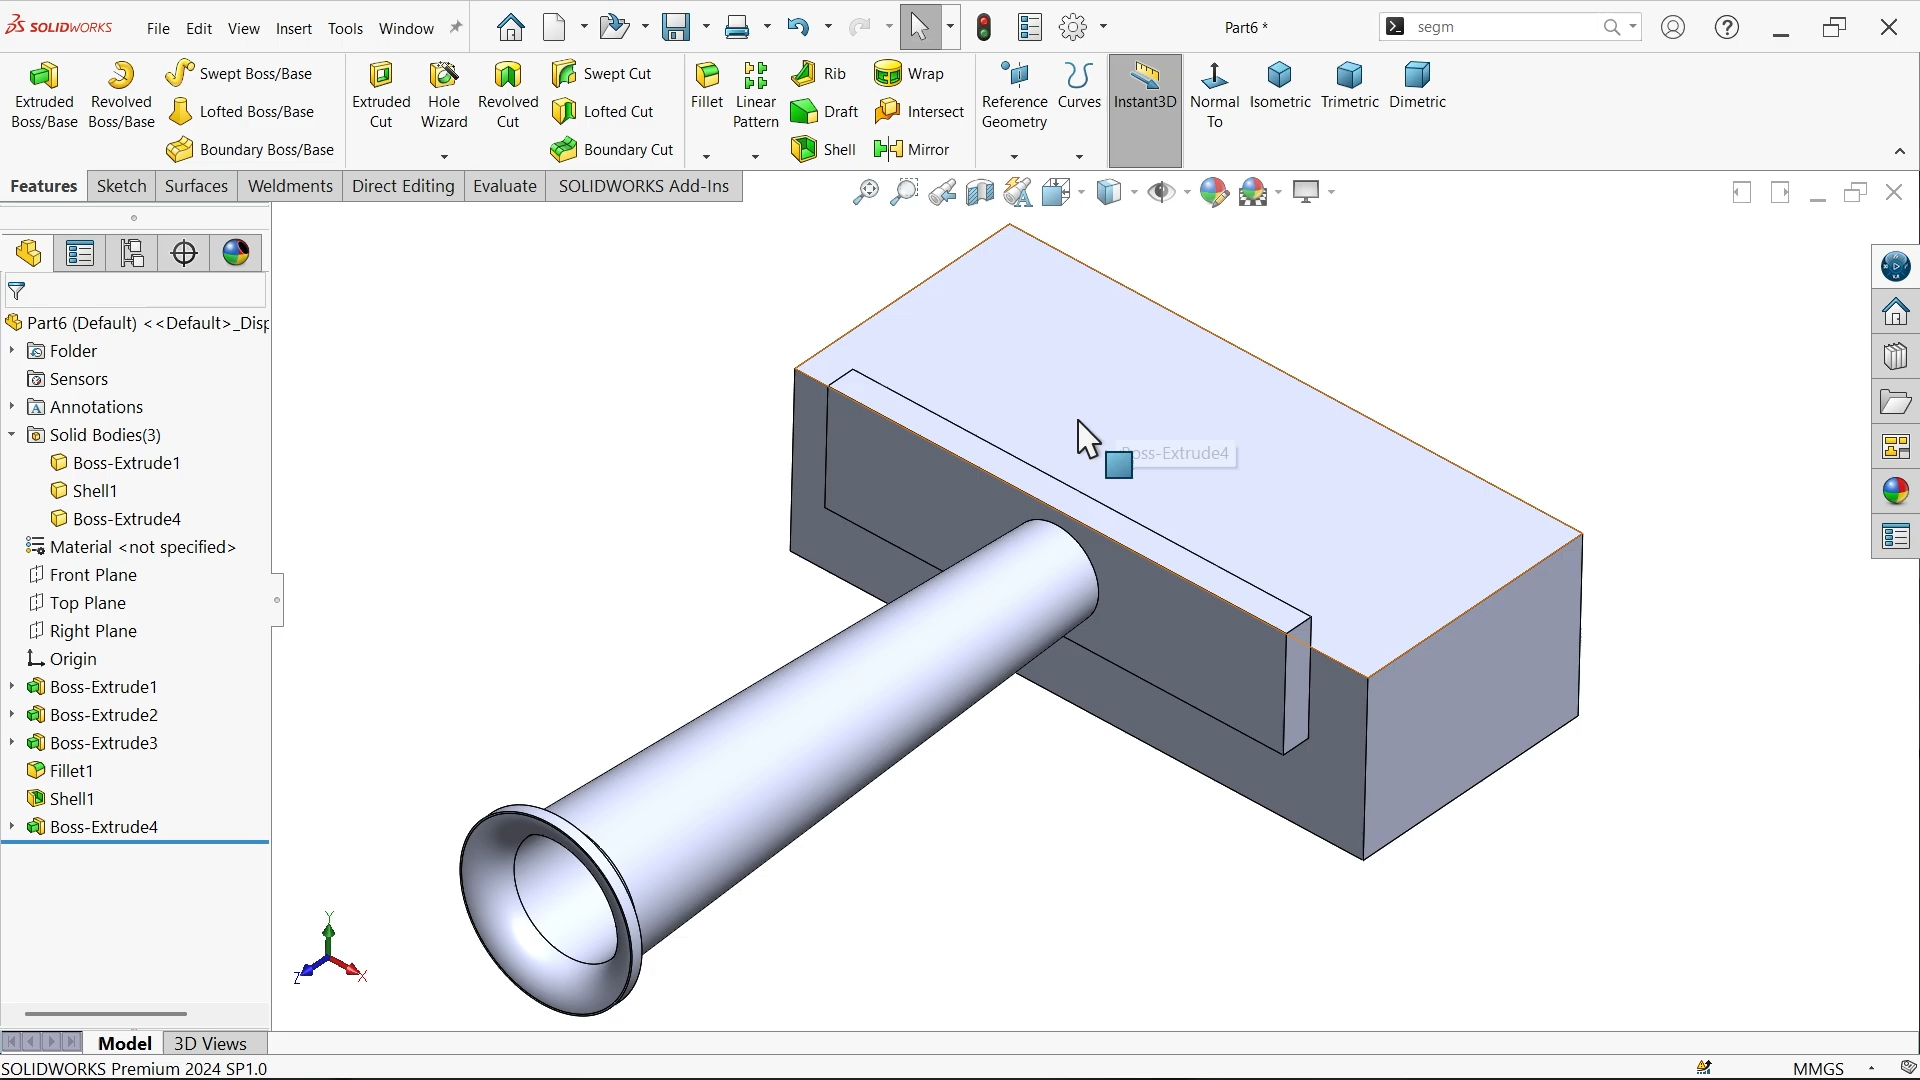 SOLIDWORKS File Edit View Insert Tools Window Part6 * segm
Extruded Boss/Base
Revolved Boss/Base
Swept Boss/Base
Lofted Boss/Base
Boundary Boss/Base
Extruded Cut
Hole Wizard
Revolved Cut
Swept Cut
Lofted Cut
Boundary Cut
Fillet
Linear Pattern
Rib
Draft
Shell
Wrap
Intersect
Mirror
Reference Geometry
Curves
Instant3D
Normal To
Isometric
Trimetric
Dimetric
Features Sketch Surfaces Weldments Direct Editing Evaluate SOLIDWORKS Add-Ins
Part6 (Default) <<Default>_Disp
Folder
Sensors
Annotations
Solid Bodies(3)
Boss-Extrude1
Shell1
Boss-Extrude4
Material <not specified>
Front Plane
Top Plane
Right Plane
Origin
Boss-Extrude1
Boss-Extrude2
Boss-Extrude3
Fillet1
Shell1
Boss-Extrude4
Boss-Extrude4
Y
Z
X
Model 3D Views
SOLIDWORKS Premium 2024 SP1.0 MMGS